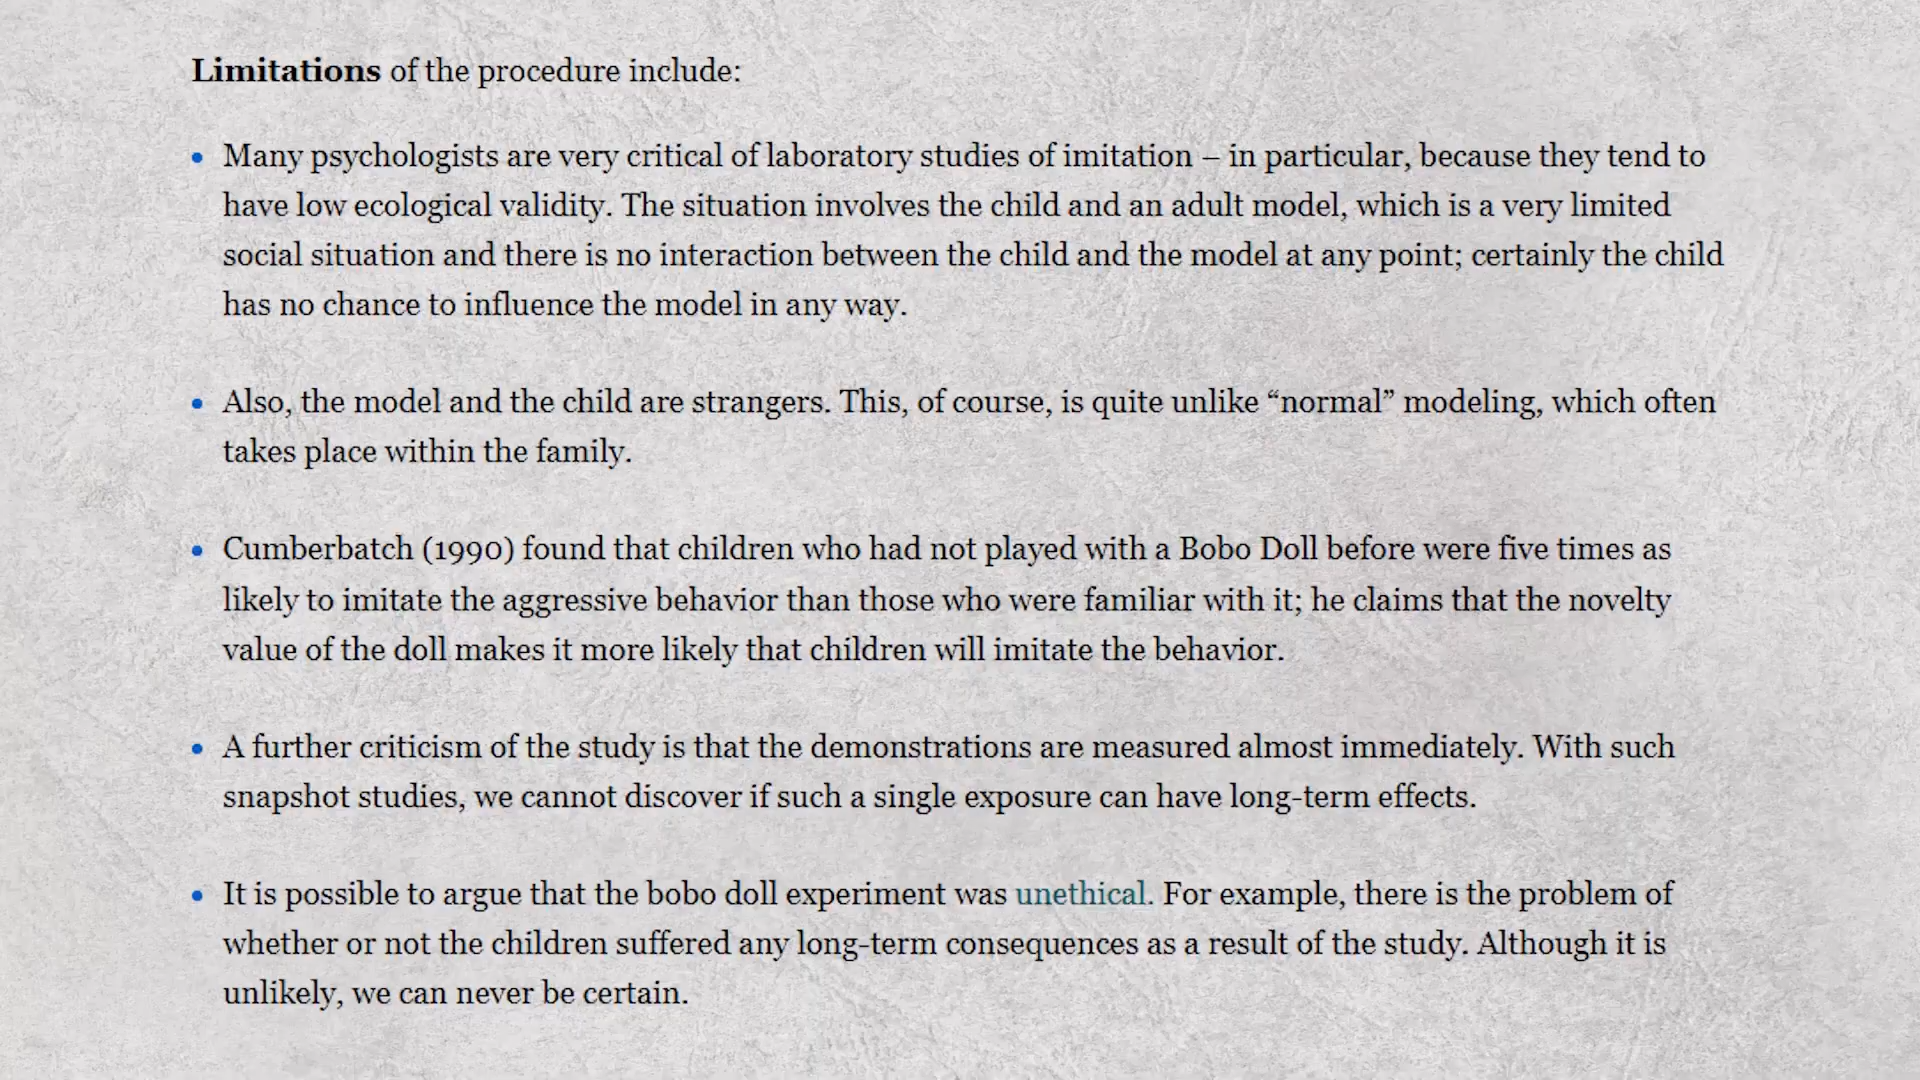 Limitations of the procedure include:
Many psychologists are very critical of laboratory studies of imitation – in particular, because they tend to
have low ecological validity. The situation involves the child and an adult model, which is a very limited
social situation and there is no interaction between the child and the model at any point; certainly the child
has no chance to influence the model in any way.
Also, the model and the child are strangers. This, of course, is quite unlike “normal” modeling, which often
takes place within the family.
Cumberbatch (1990) found that children who had not played with a Bobo Doll before were five times as
likely to imitate the aggressive behavior than those who were familiar with it; he claims that the novelty
value of the doll makes it more likely that children will imitate the behavior.
A further criticism of the study is that the demonstrations are measured almost immediately. With such
snapshot studies, we cannot discover if such a single exposure can have long-term effects.
It is possible to argue that the bobo doll experiment was unethical. For example, there is the problem of
whether or not the children suffered any long-term consequences as a result of the study. Although it is
unlikely, we can never be certain.